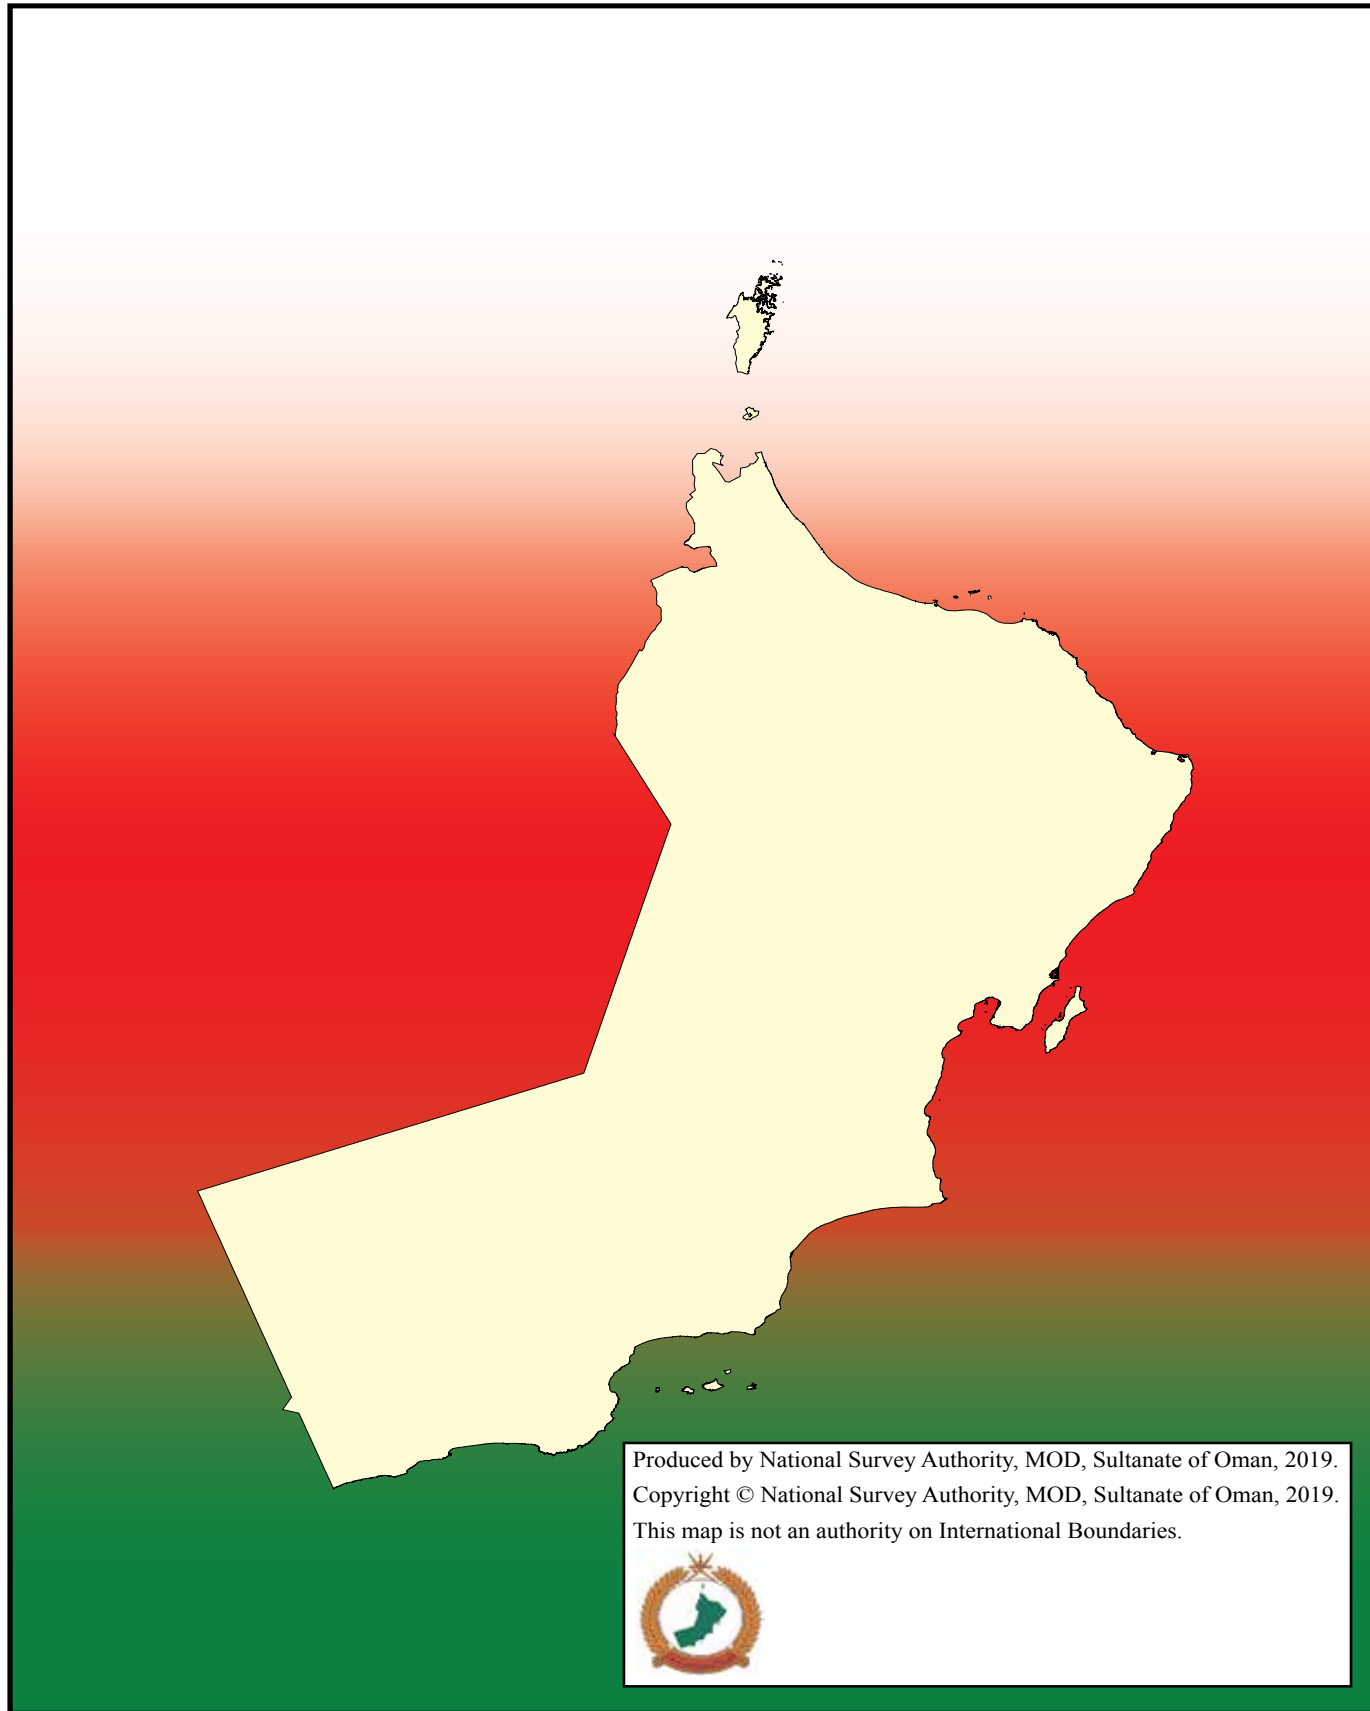 Produced by National Survey Authority, MOD, Sultanate of Oman, 2019.
Copyright © National Survey Authority, MOD, Sultanate of Oman, 2019.
This map is not an authority on International Boundaries.